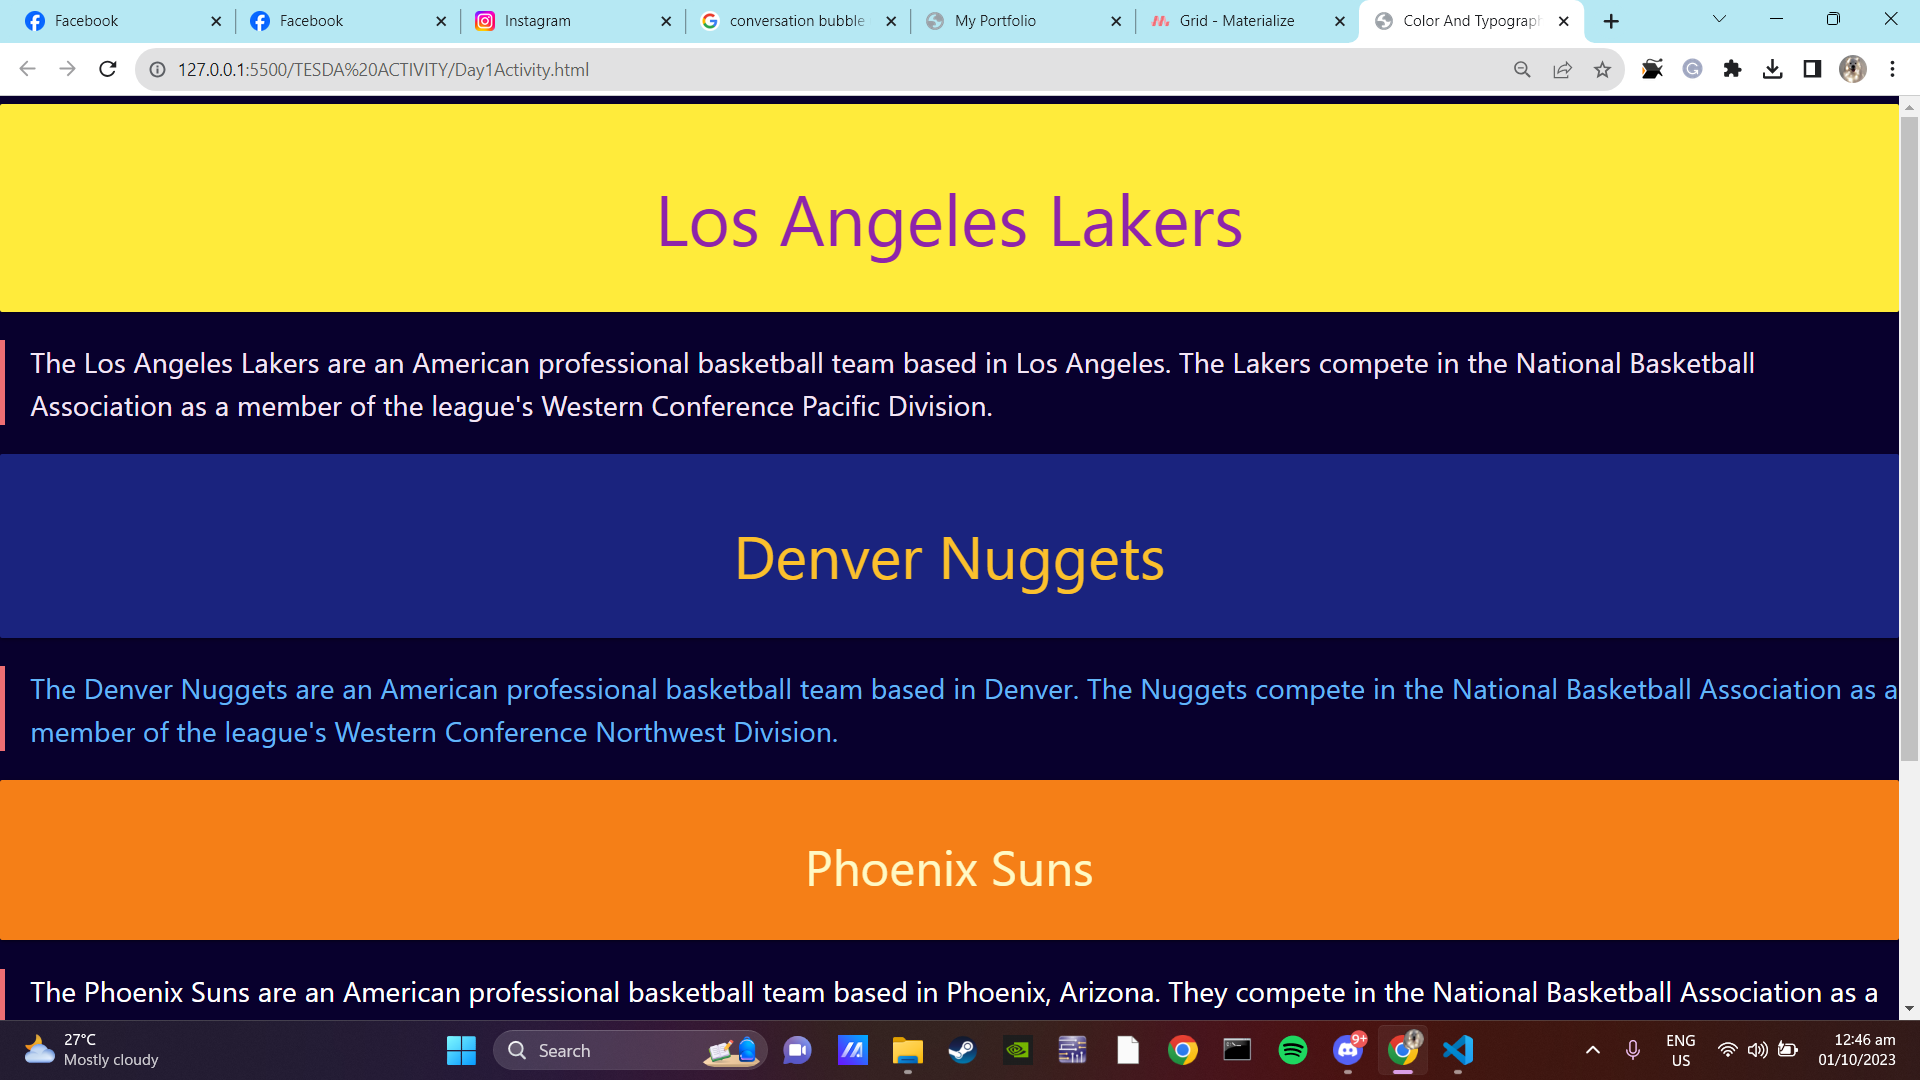 Facebook
Facebook
Instagram
conversation bubble
My Portfolio
Grid - Materialize
Color And Typograph
127.0.0.1:5500/TESDA%20ACTIVITY/Day1Activity.html
Los Angeles Lakers
The Los Angeles Lakers are an American professional basketball team based in Los Angeles. The Lakers compete in the National Basketball
Association as a member of the league's Western Conference Pacific Division.
Denver Nuggets
The Denver Nuggets are an American professional basketball team based in Denver. The Nuggets compete in the National Basketball Association as a
member of the league's Western Conference Northwest Division.
Phoenix Suns
The Phoenix Suns are an American professional basketball team based in Phoenix, Arizona. They compete in the National Basketball Association as a
27°C
Mostly cloudy
Search
9+
ENG
US
12:46 am
01/10/2023